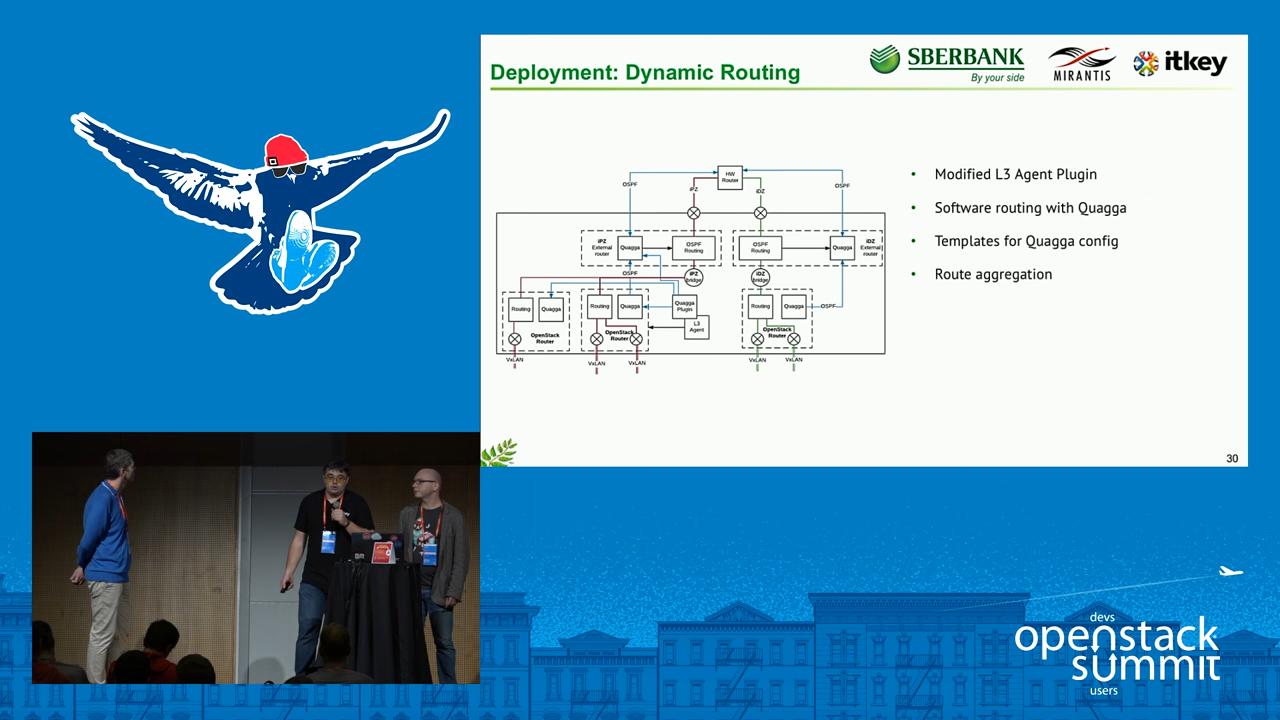 Deployment: Dynamic Routing
SBERBANK
By your side
MIRANTIS
itkey
HW
Router
OSPF
iPZ
iDZ
OSPF
iPZ
External
router
Quagga
OSPF
Routing
OSPF
Routing
Quagga
iDZ
External
router
OSPF
iPZ
bridge
iDZ
bridge
Routing
Quagga
Routing
Quagga
Quagga
Plugin
L3
Agent
Routing
Quagga
OSPF
OpenStack
Router
OpenStack
Router
OpenStack
Router
VxLAN
VxLAN
VxLAN
VxLAN
VxLAN
• Modified L3 Agent Plugin
• Software routing with Quagga
• Templates for Quagga config
• Route aggregation
30
devs
openstack
summit
users